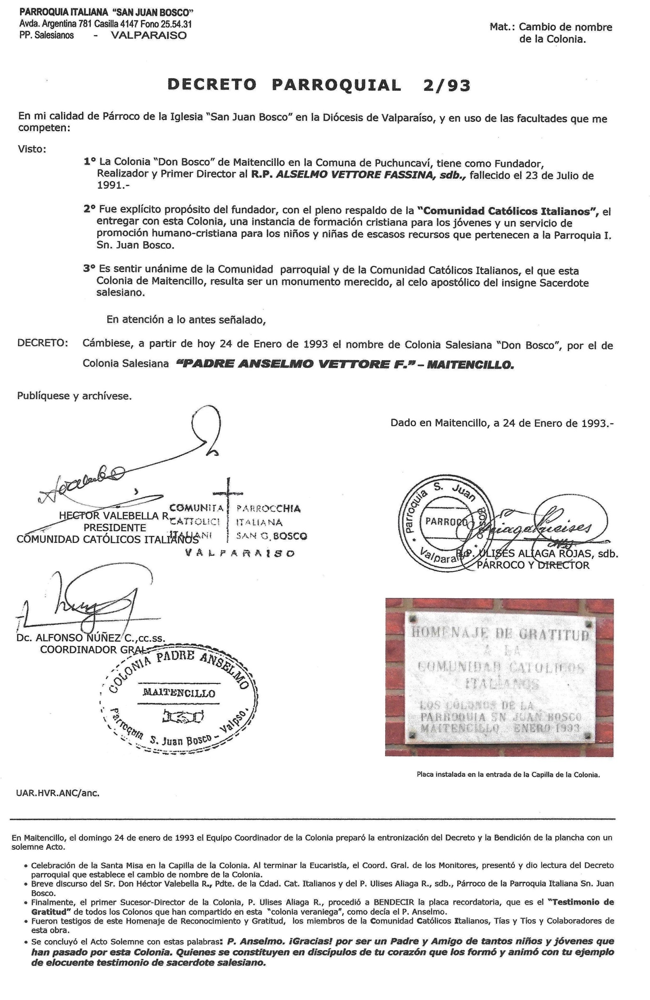 PARROQUIA ITALIANA “SAN JUAN BOSCO”
Avda. Argentina 781 Casilla 4147 Fono 25.54.31
PP. Salesianos - VALPARAISO
Mat.: Cambio de nombre
de la Colonia.
DECRETO PARROQUIAL 2/93
En mi calidad de Párroco de la Iglesia “San Juan Bosco” en la Diócesis de Valparaíso, y en uso de las facultades que me
competen:
Visto:
1º La Colonia “Don Bosco” de Maitencillo en la Comuna de Puchuncaví, tiene como Fundador,
Realizador y Primer Director al R.P. ALSELMO VETTORE FASSINA, sdb., fallecido el 23 de Julio de
1991.-
2º Fue explícito propósito del fundador, con el pleno respaldo de la “Comunidad Católicos Italianos”, el
entregar con esta Colonia, una instancia de formación cristiana para los jóvenes y un servicio de
promoción humano-cristiana para los niños y niñas de escasos recursos que pertenecen a la Parroquia I.
Sn. Juan Bosco.
3º Es sentir unánime de la Comunidad parroquial y de la Comunidad Católicos Italianos, el que esta
Colonia de Maitencillo, resulta ser un monumento merecido, al celo apostólico del insigne Sacerdote
salesiano.
En atención a lo antes señalado,
DECRETO: Cámbiese, a partir de hoy 24 de Enero de 1993 el nombre de Colonia Salesiana “Don Bosco”, por el de
Colonia Salesiana “PADRE ANSELMO VETTORE F.” – MAITENCILLO.
Publíquese y archívese.
Dado en Maitencillo, a 24 de Enero de 1993.-
HECTOR VALEBELLA R.
PRESIDENTE
COMUNIDAD CATÓLICOS ITALIANOS
COMUNITA PARROCCHIA
CATTOLICI ITALIANA
ITALIANI SAN G. BOSCO
VALPARAISO
Parroquia S. Juan Bosco
PARROCO
Valparaiso
R.P. ULISES ALIAGA ROJAS, sdb.
PÁRROCO Y DIRECTOR
Dc. ALFONSO NÚÑEZ C.,cc.ss.
COORDINADOR GRAL.
COLONIA PADRE ANSELMO
MAITENCILLO
Parroquia S. Juan Bosco - Valpso.
HOMENAJE DE GRATITUD
A LA
COMUNIDAD CATOLICOS
ITALIANOS
LOS COLONOS DE LA
PARROQUIA SN JUAN BOSCO
MAITENCILLO ENERO 1993
Placa instalada en la entrada de la Capilla de la Colonia.
UAR.HVR.ANC/anc.
En Maitencillo, el domingo 24 de enero de 1993 el Equipo Coordinador de la Colonia preparó la entronización del Decreto y la Bendición de la plancha con un
solemne Acto.
• Celebración de la Santa Misa en la Capilla de la Colonia. Al terminar la Eucaristía, el Coord. Gral. de los Monitores, presentó y dio lectura del Decreto
parroquial que establece el cambio de nombre de la Colonia.
• Breve discurso del Sr. Don Héctor Valebella R., Pdte. de la Cdad. Cat. Italianos y del P. Ulises Aliaga R., sdb., Párroco de la Parroquia Italiana Sn. Juan
Bosco.
• Finalmente, el primer Sucesor-Director de la Colonia, P. Ulises Aliaga R., procedió a BENDECIR la placa recordatoria, que es el “Testimonio de
Gratitud” de todos los Colonos que han compartido en esta “colonia veraniega”, como decía el P. Anselmo.
• Fueron testigos de este Homenaje de Reconocimiento y Gratitud, los miembros de la Comunidad Católicos Italianos, Tías y Tíos y Colaboradores de
esta obra.
• Se concluyó el Acto Solemne con estas palabras: P. Anselmo. ¡Gracias! por ser un Padre y Amigo de tantos niños y jóvenes que
han pasado por esta Colonia. Quienes se constituyen en discípulos de tu corazón que los formó y animó con tu ejemplo
de elocuente testimonio de sacerdote salesiano.